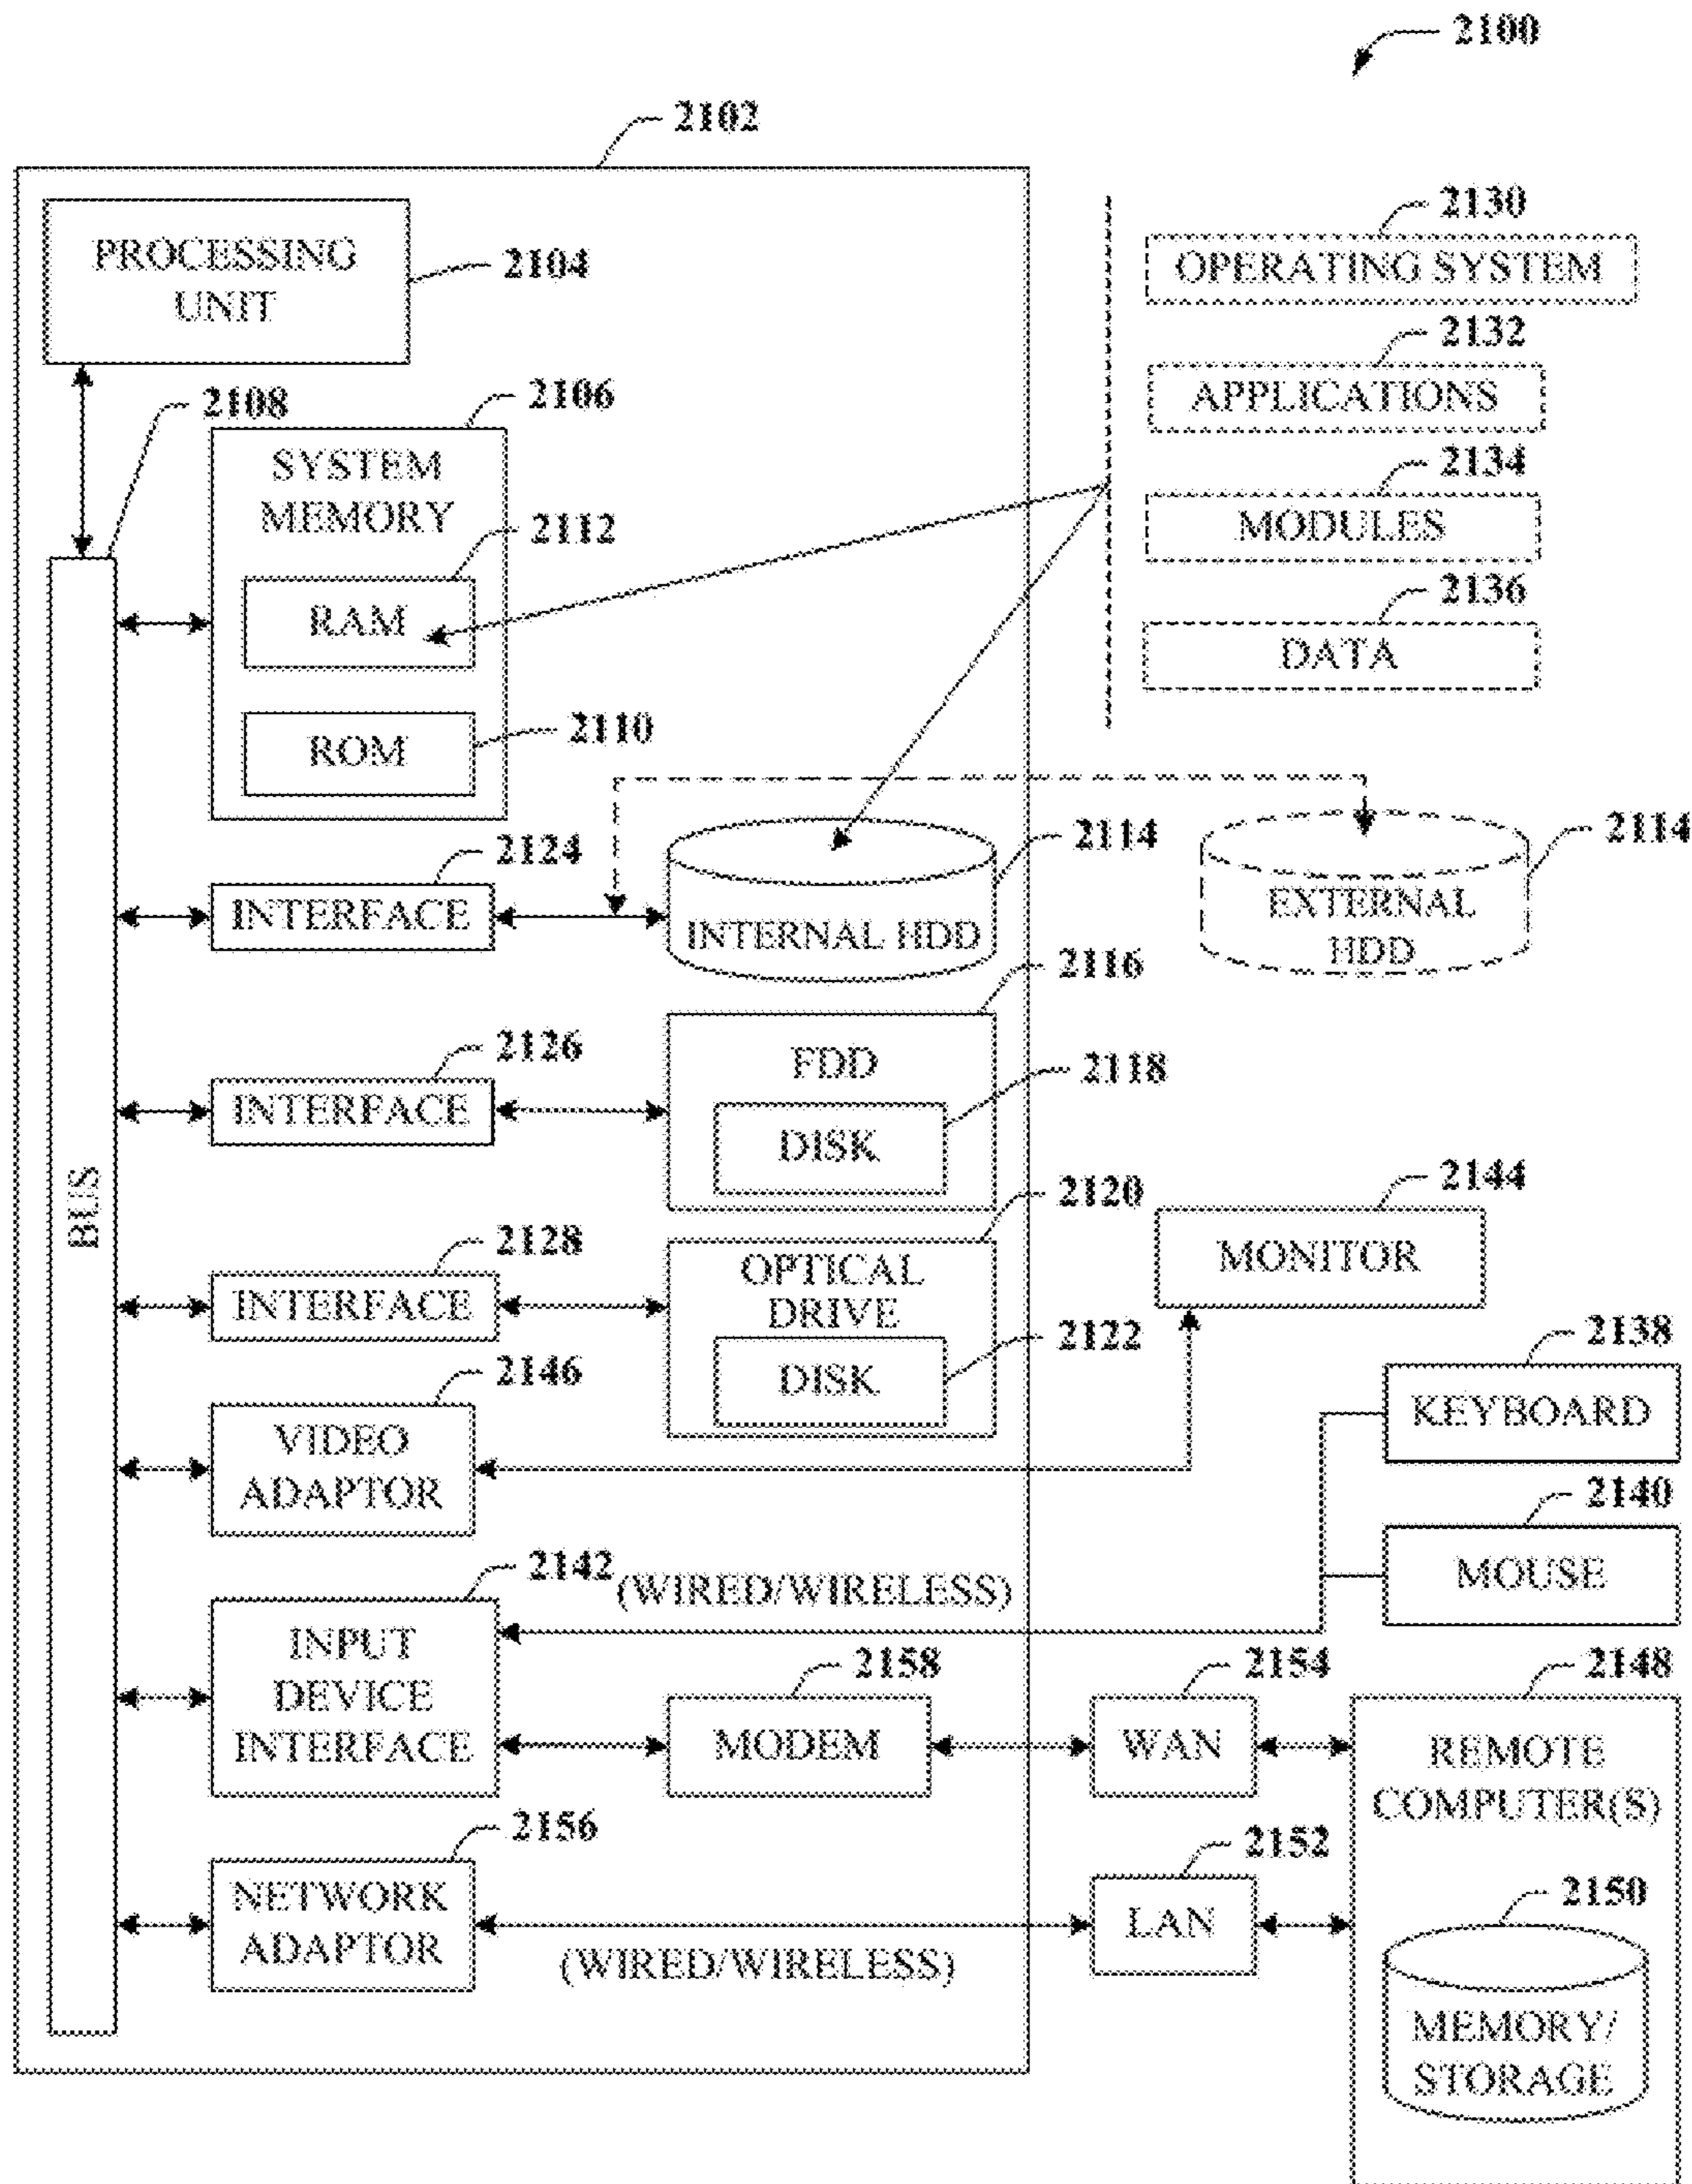 2100
2102
PROCESSING
UNIT
2104
2130
OPERATING SYSTEM
2132
APPLICATIONS
2134
MODULES
2136
DATA
2108
2106
SYSTEM
MEMORY
2112
RAM
2110
ROM
2124
INTERFACE
2114
INTERNAL HDD
2114
EXTERNAL
HDD
2116
FDD
2126
INTERFACE
2118
DISK
BUS
2120
OPTICAL
DRIVE
2128
INTERFACE
2122
DISK
2144
MONITOR
2146
VIDEO
ADAPTOR
2138
KEYBOARD
2140
MOUSE
2142
(WIRED/WIRELESS)
INPUT
DEVICE
INTERFACE
2158
MODEM
2154
WAN
2148
REMOTE
COMPUTER(S)
2156
NETWORK
ADAPTOR
(WIRED/WIRELESS)
2152
LAN
2150
MEMORY/
STORAGE